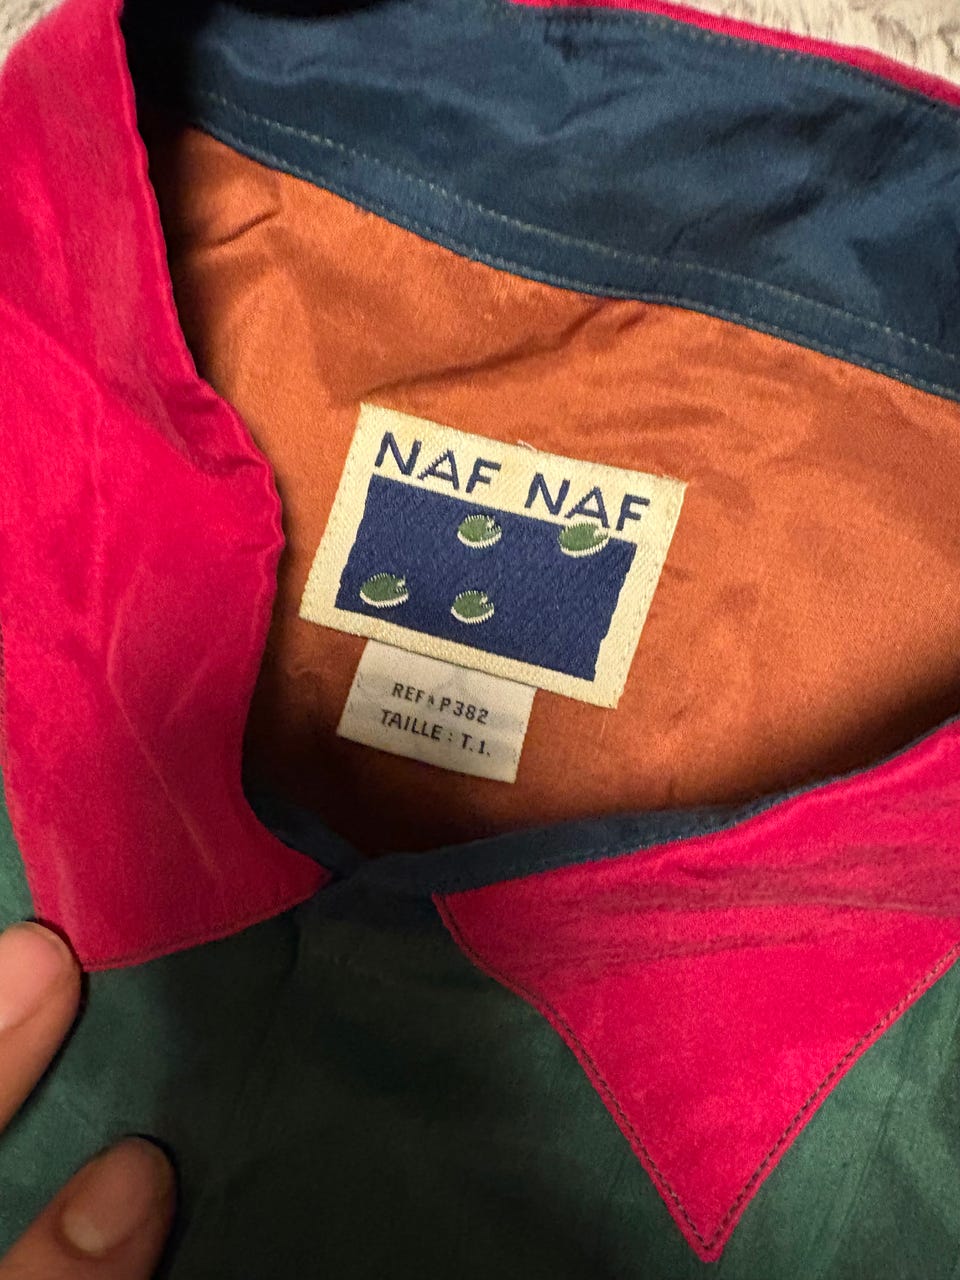 NAF NAF
REF. P382
TAILLE : T.1.